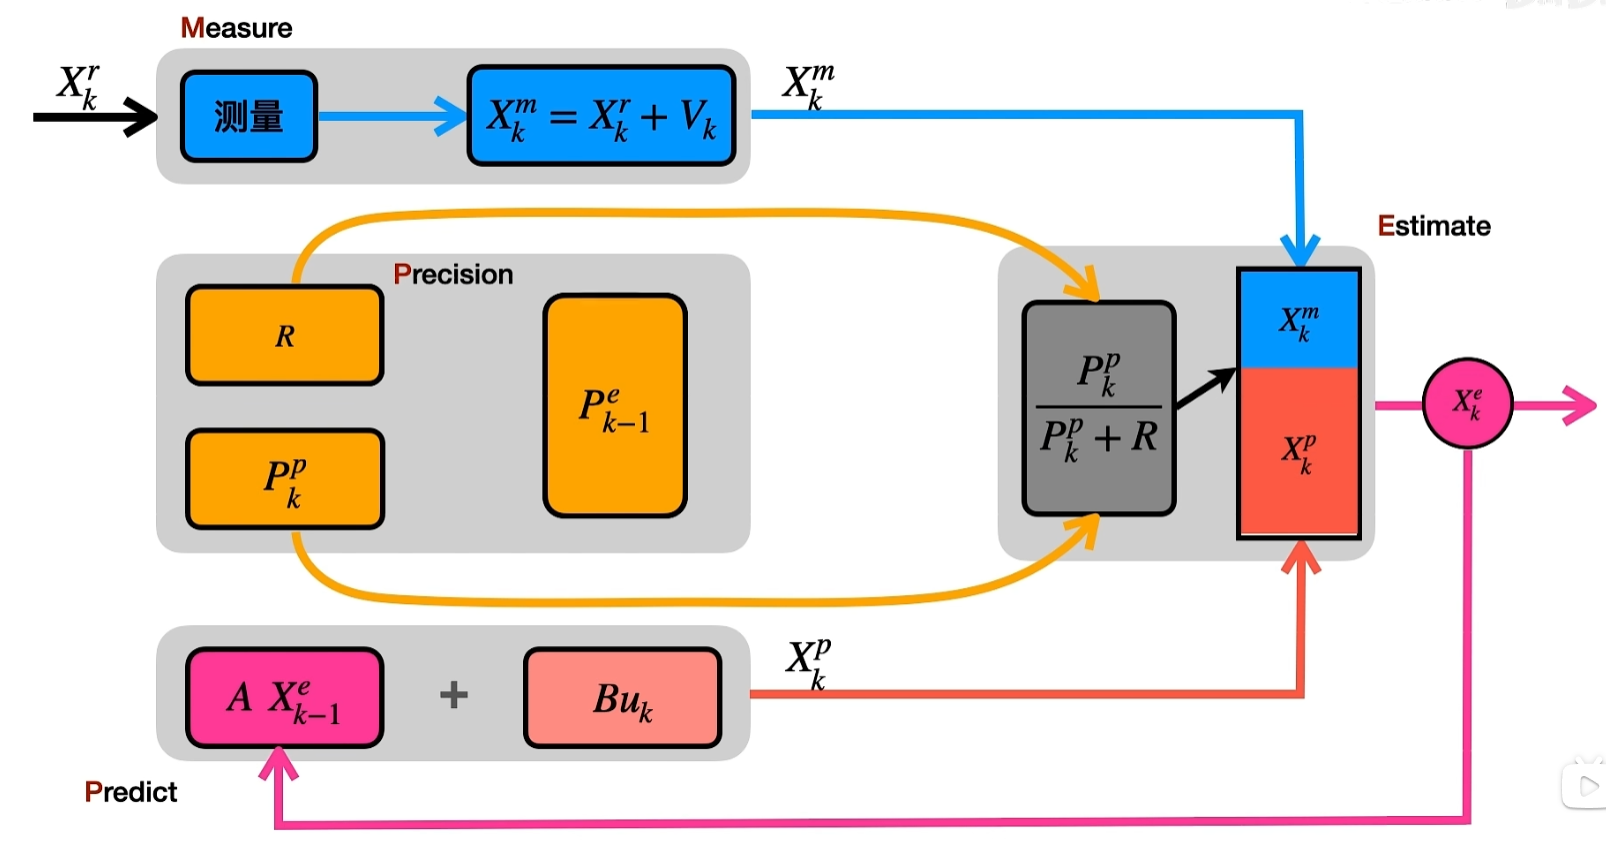 Measure
X_k^r
测量
X_k^m = X_k^r + V_k
X_k^m
Estimate
Precision
R
P_k^p
P_{k-1}^e
P_k^p
P_k^p + R
X_k^m
X_k^p
X_k^e
A X_{k-1}^e
+
Bu_k
X_k^p
Predict